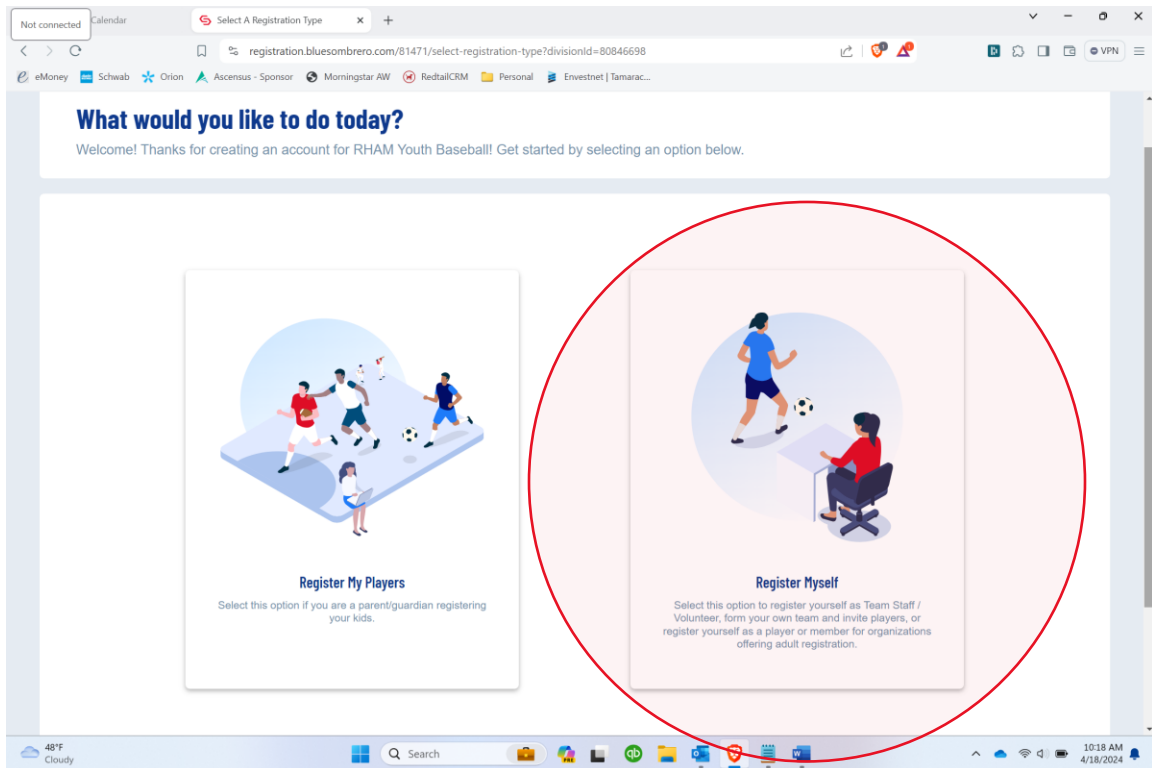 Not connected
Calendar
Select A Registration Type
registration.bluesombrero.com/81471/select-registration-type?divisionId=80846698
VPN
eMoney
Schwab
Orion
Ascensus - Sponsor
Morningstar AW
RedtailCRM
Personal
Envestnet | Tamarac...
What would you like to do today?
Welcome! Thanks for creating an account for RHAM Youth Baseball! Get started by selecting an option below.
Register My Players
Select this option if you are a parent/guardian registering
your kids.
Register Myself
Select this option to register yourself as Team Staff /
Volunteer, form your own team and invite players, or
register yourself as a player or member for organizations
offering adult registration.
48°F
Cloudy
Search
PRE
qb
10:18 AM
4/18/2024